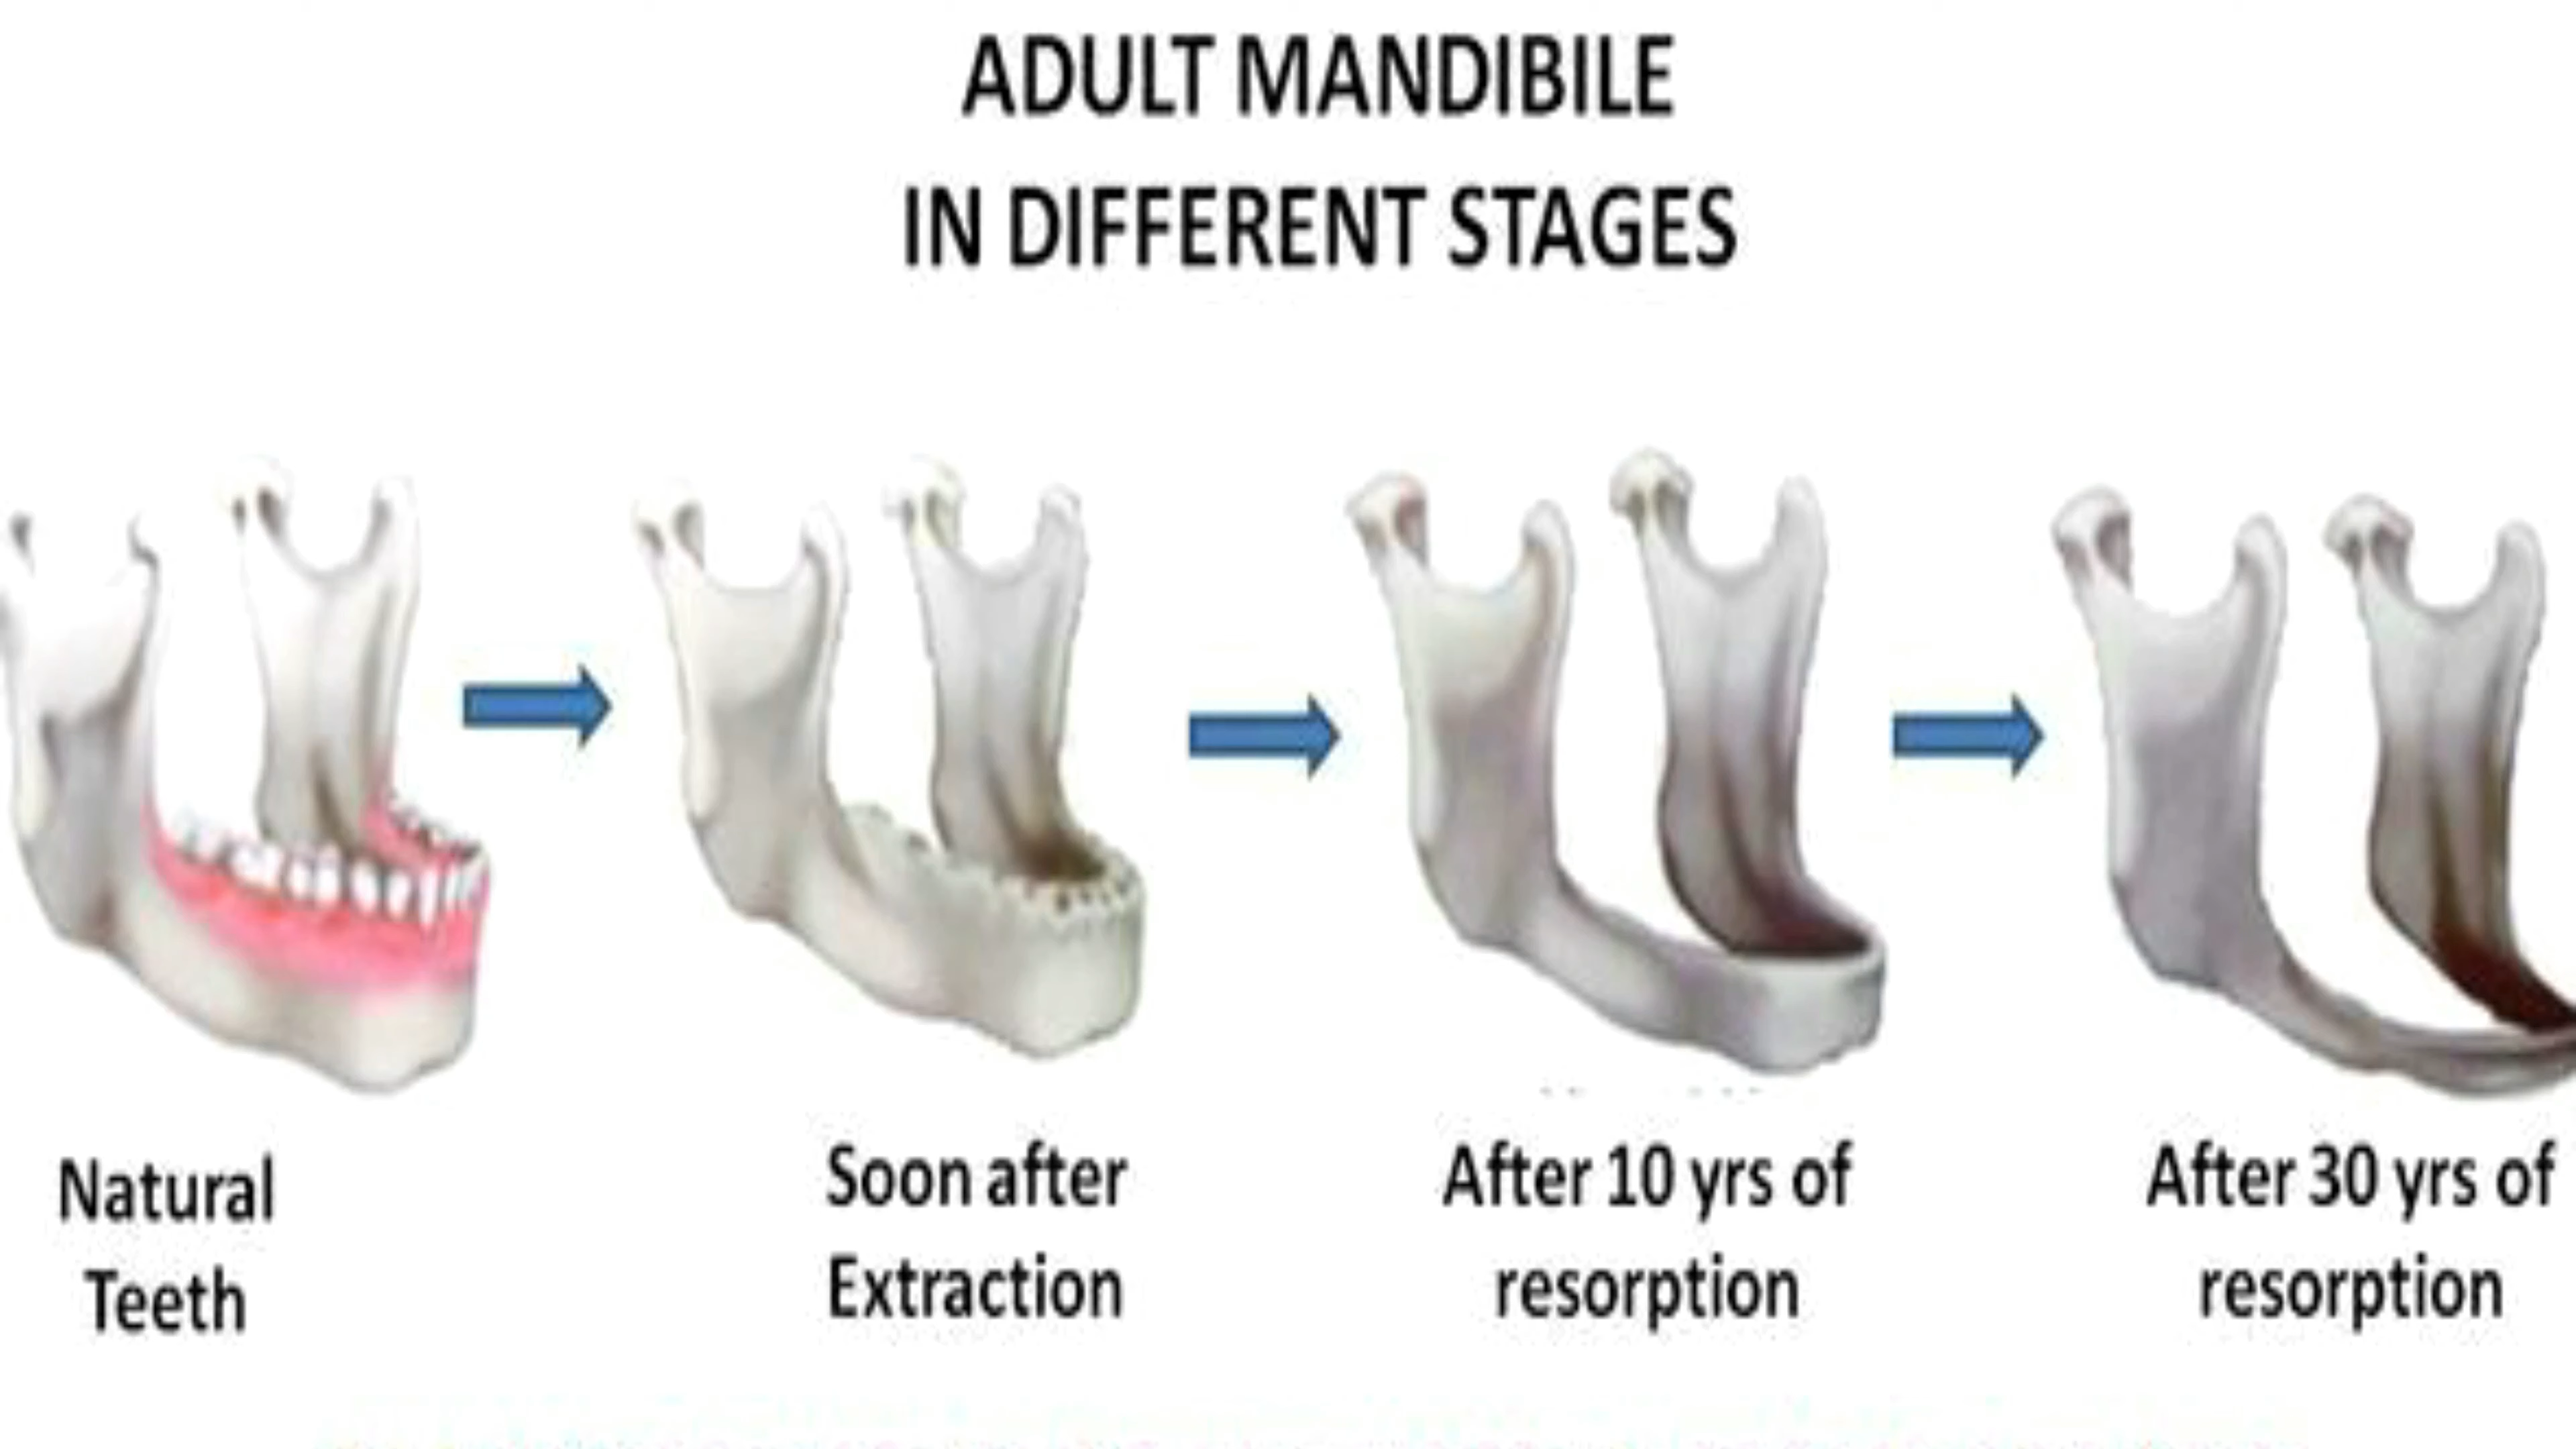 ADULT MANDIBILE
IN DIFFERENT STAGES
Natural
Teeth
Soon after
Extraction
After 10 yrs of
resorption
After 30 yrs of
resorption